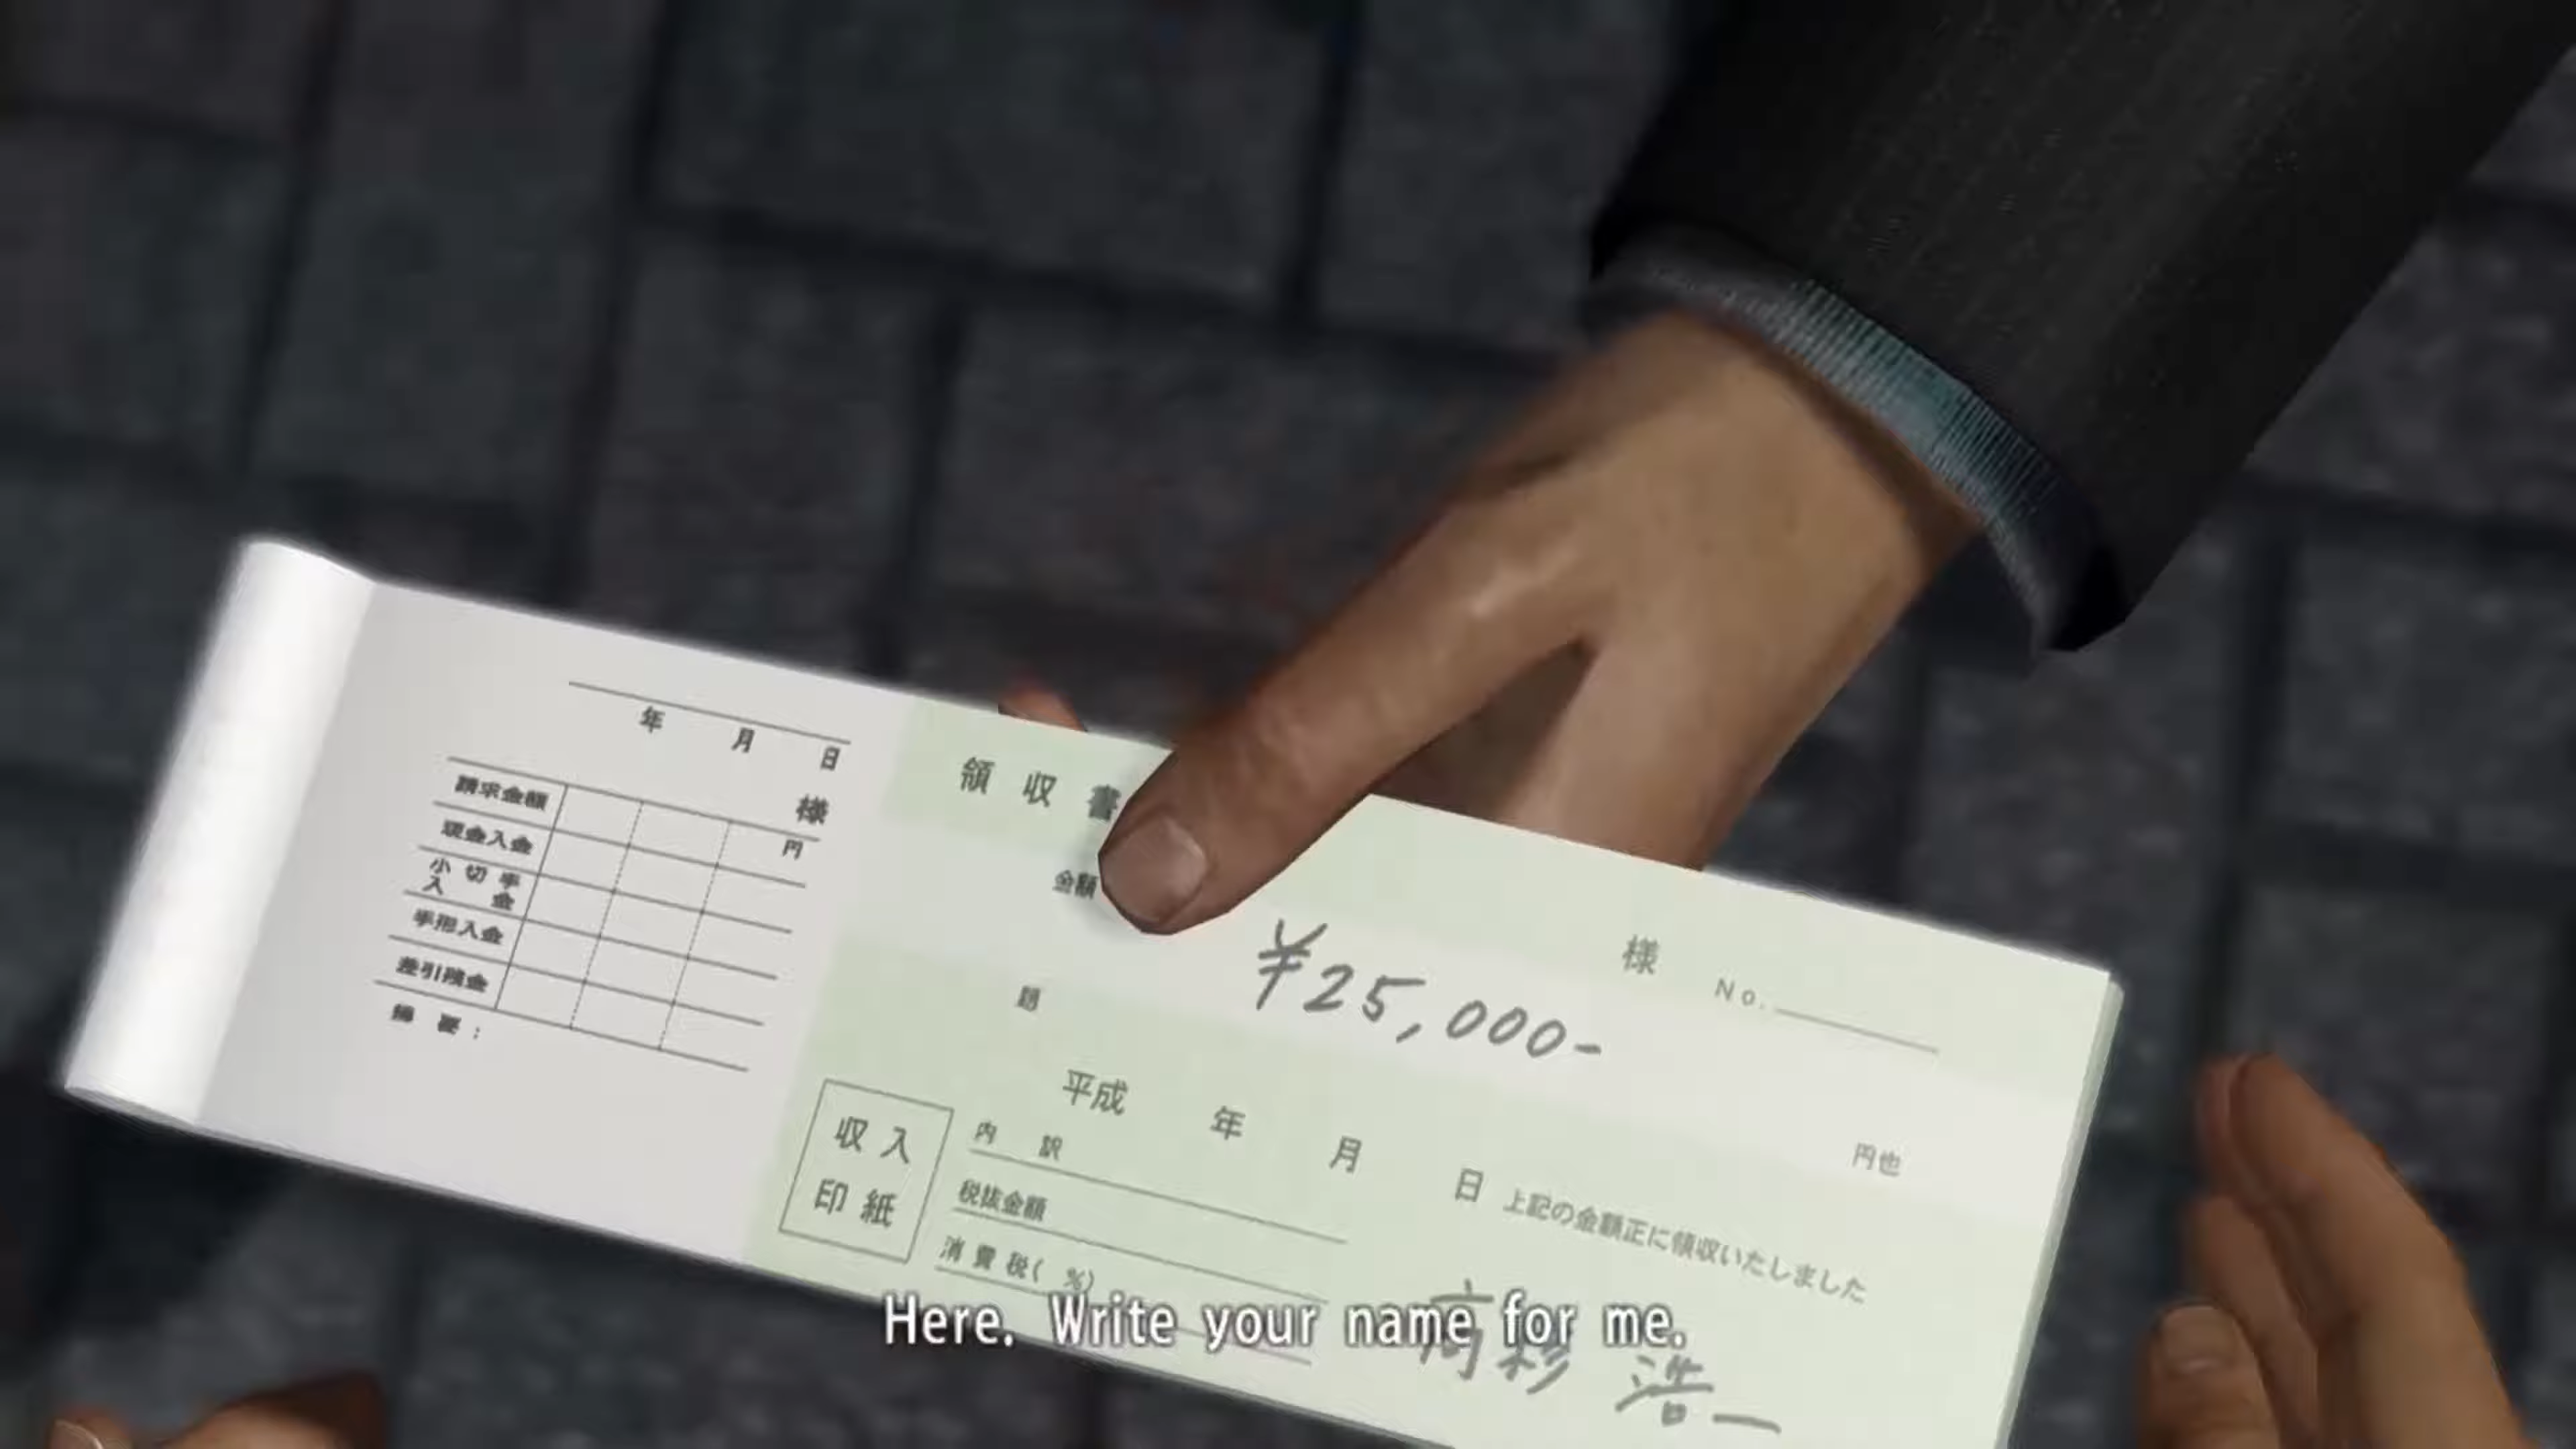 年 月 日
様
請求金額 円
現金入金
小切手入金
手形入金
差引残金
摘要：
領収書
様 No.
金額 ¥25,000-
円也
平成 年 月 日 上記の金額正に領収いたしました
収入
印紙
内訳
税抜金額
消費税( %)
高杉 浩一
Here. Write your name for me.